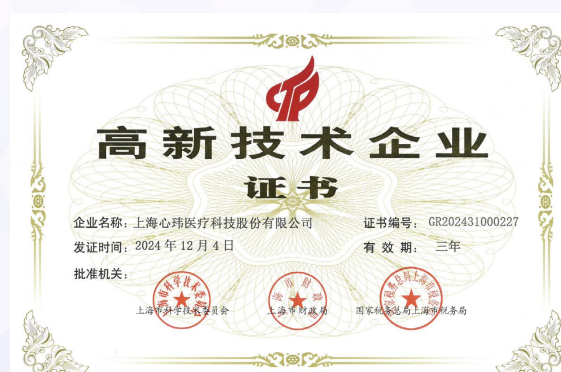 高新技术企业
证书
企业名称：上海心玮医疗科技股份有限公司 证书编号：GR202431000227
发证时间：2024年12月4日 有效期：三年
批准机关：
上海市科学技术委员会 上海市财政局 国家税务总局上海市税务局